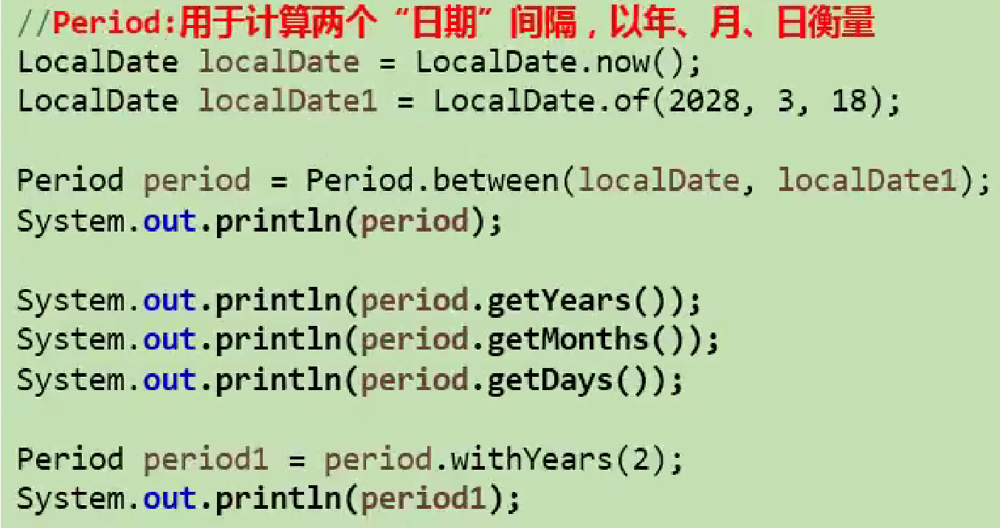 //Period:用于计算两个“日期”间隔，以年、月、日衡量
LocalDate localDate = LocalDate.now();
LocalDate localDate1 = LocalDate.of(2028, 3, 18);
Period period = Period.between(localDate, localDate1);
System.out.println(period);
System.out.println(period.getYears());
System.out.println(period.getMonths());
System.out.println(period.getDays());
Period period1 = period.withYears(2);
System.out.println(period1);